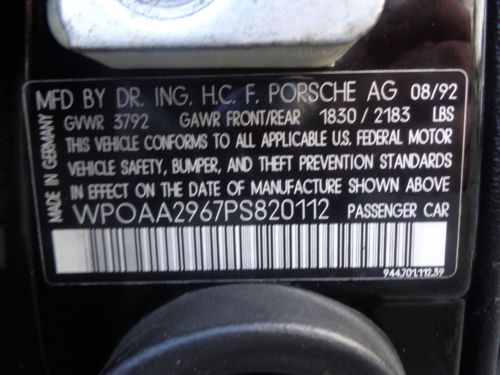 MFD BY DR. ING. H.C. F. PORSCHE AG 08/92
GVWR 3792 GAWR FRONT/REAR 1830 / 2183 LBS
THIS VEHICLE CONFORMS TO ALL APPLICABLE U.S. FEDERAL MOTOR
VEHICLE SAFETY, BUMPER, AND THEFT PREVENTION STANDARDS
IN EFFECT ON THE DATE OF MANUFACTURE SHOWN ABOVE
WPOAA2967PS820112 PASSENGER CAR
944.701.112.39
MADE IN GERMANY